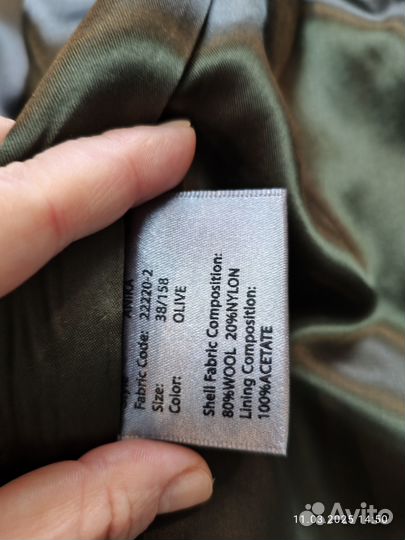 ANIKA
Fabric Code: 22220-2
Size: 38/158
Color: OLIVE
Shell Fabric Composition:
80%WOOL 20%NYLON
Lining Composition:
100%ACETATE
11.03.2025 14:50
Avito